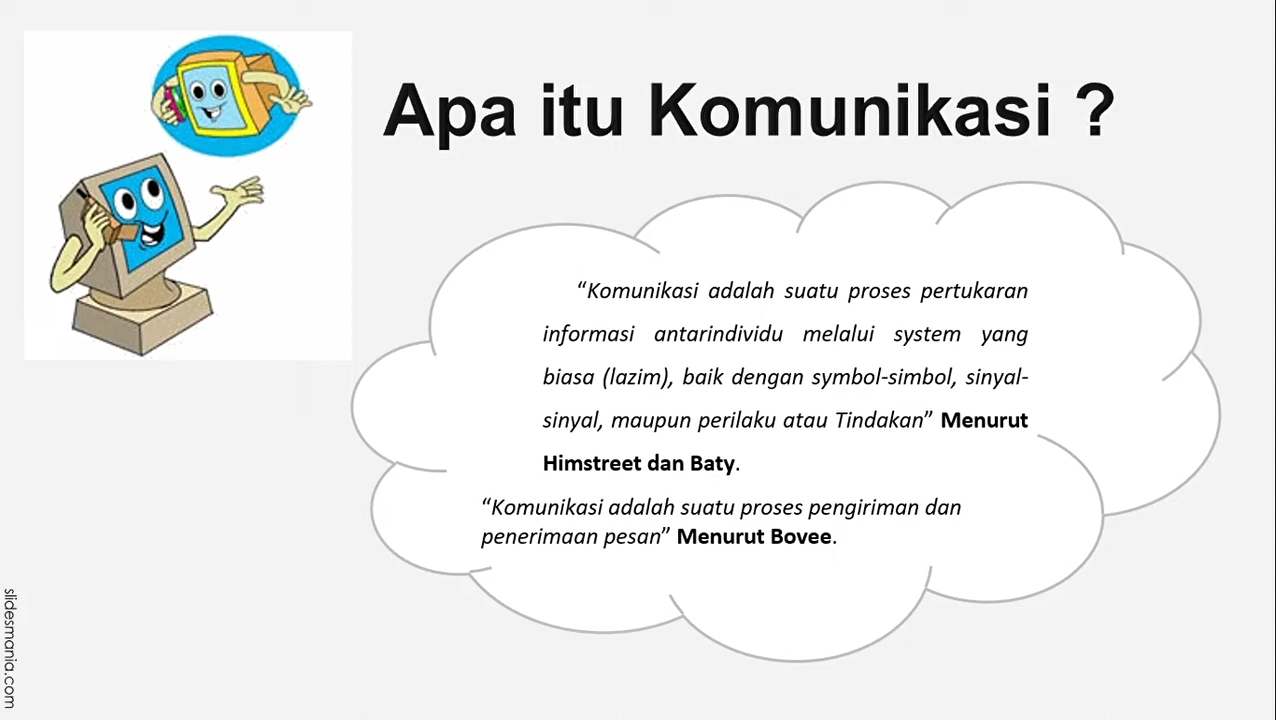 Apa itu Komunikasi ?
“Komunikasi adalah suatu proses pertukaran
informasi antarindividu melalui system yang
biasa (lazim), baik dengan symbol-simbol, sinyal-
sinyal, maupun perilaku atau Tindakan” Menurut
Himstreet dan Baty.
“Komunikasi adalah suatu proses pengiriman dan
penerimaan pesan” Menurut Bovee.
slidesmania.com